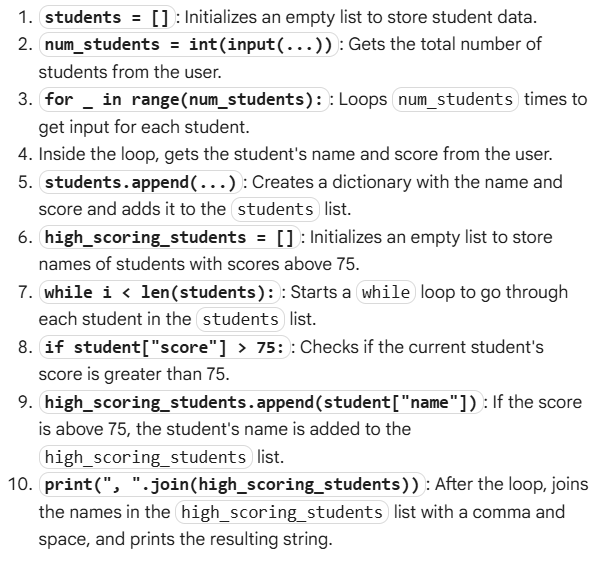 1. students = []: Initializes an empty list to store student data.
2. num_students = int(input(...)): Gets the total number of
students from the user.
3. for _ in range(num_students):: Loops num_students times to
get input for each student.
4. Inside the loop, gets the student's name and score from the user.
5. students.append(...): Creates a dictionary with the name and
score and adds it to the students list.
6. high_scoring_students = []: Initializes an empty list to store
names of students with scores above 75.
7. while i < len(students):: Starts a while loop to go through
each student in the students list.
8. if student["score"] > 75:: Checks if the current student's
score is greater than 75.
9. high_scoring_students.append(student["name"]): If the score
is above 75, the student's name is added to the
high_scoring_students list.
10. print(", ".join(high_scoring_students)): After the loop, joins
the names in the high_scoring_students list with a comma and
space, and prints the resulting string.